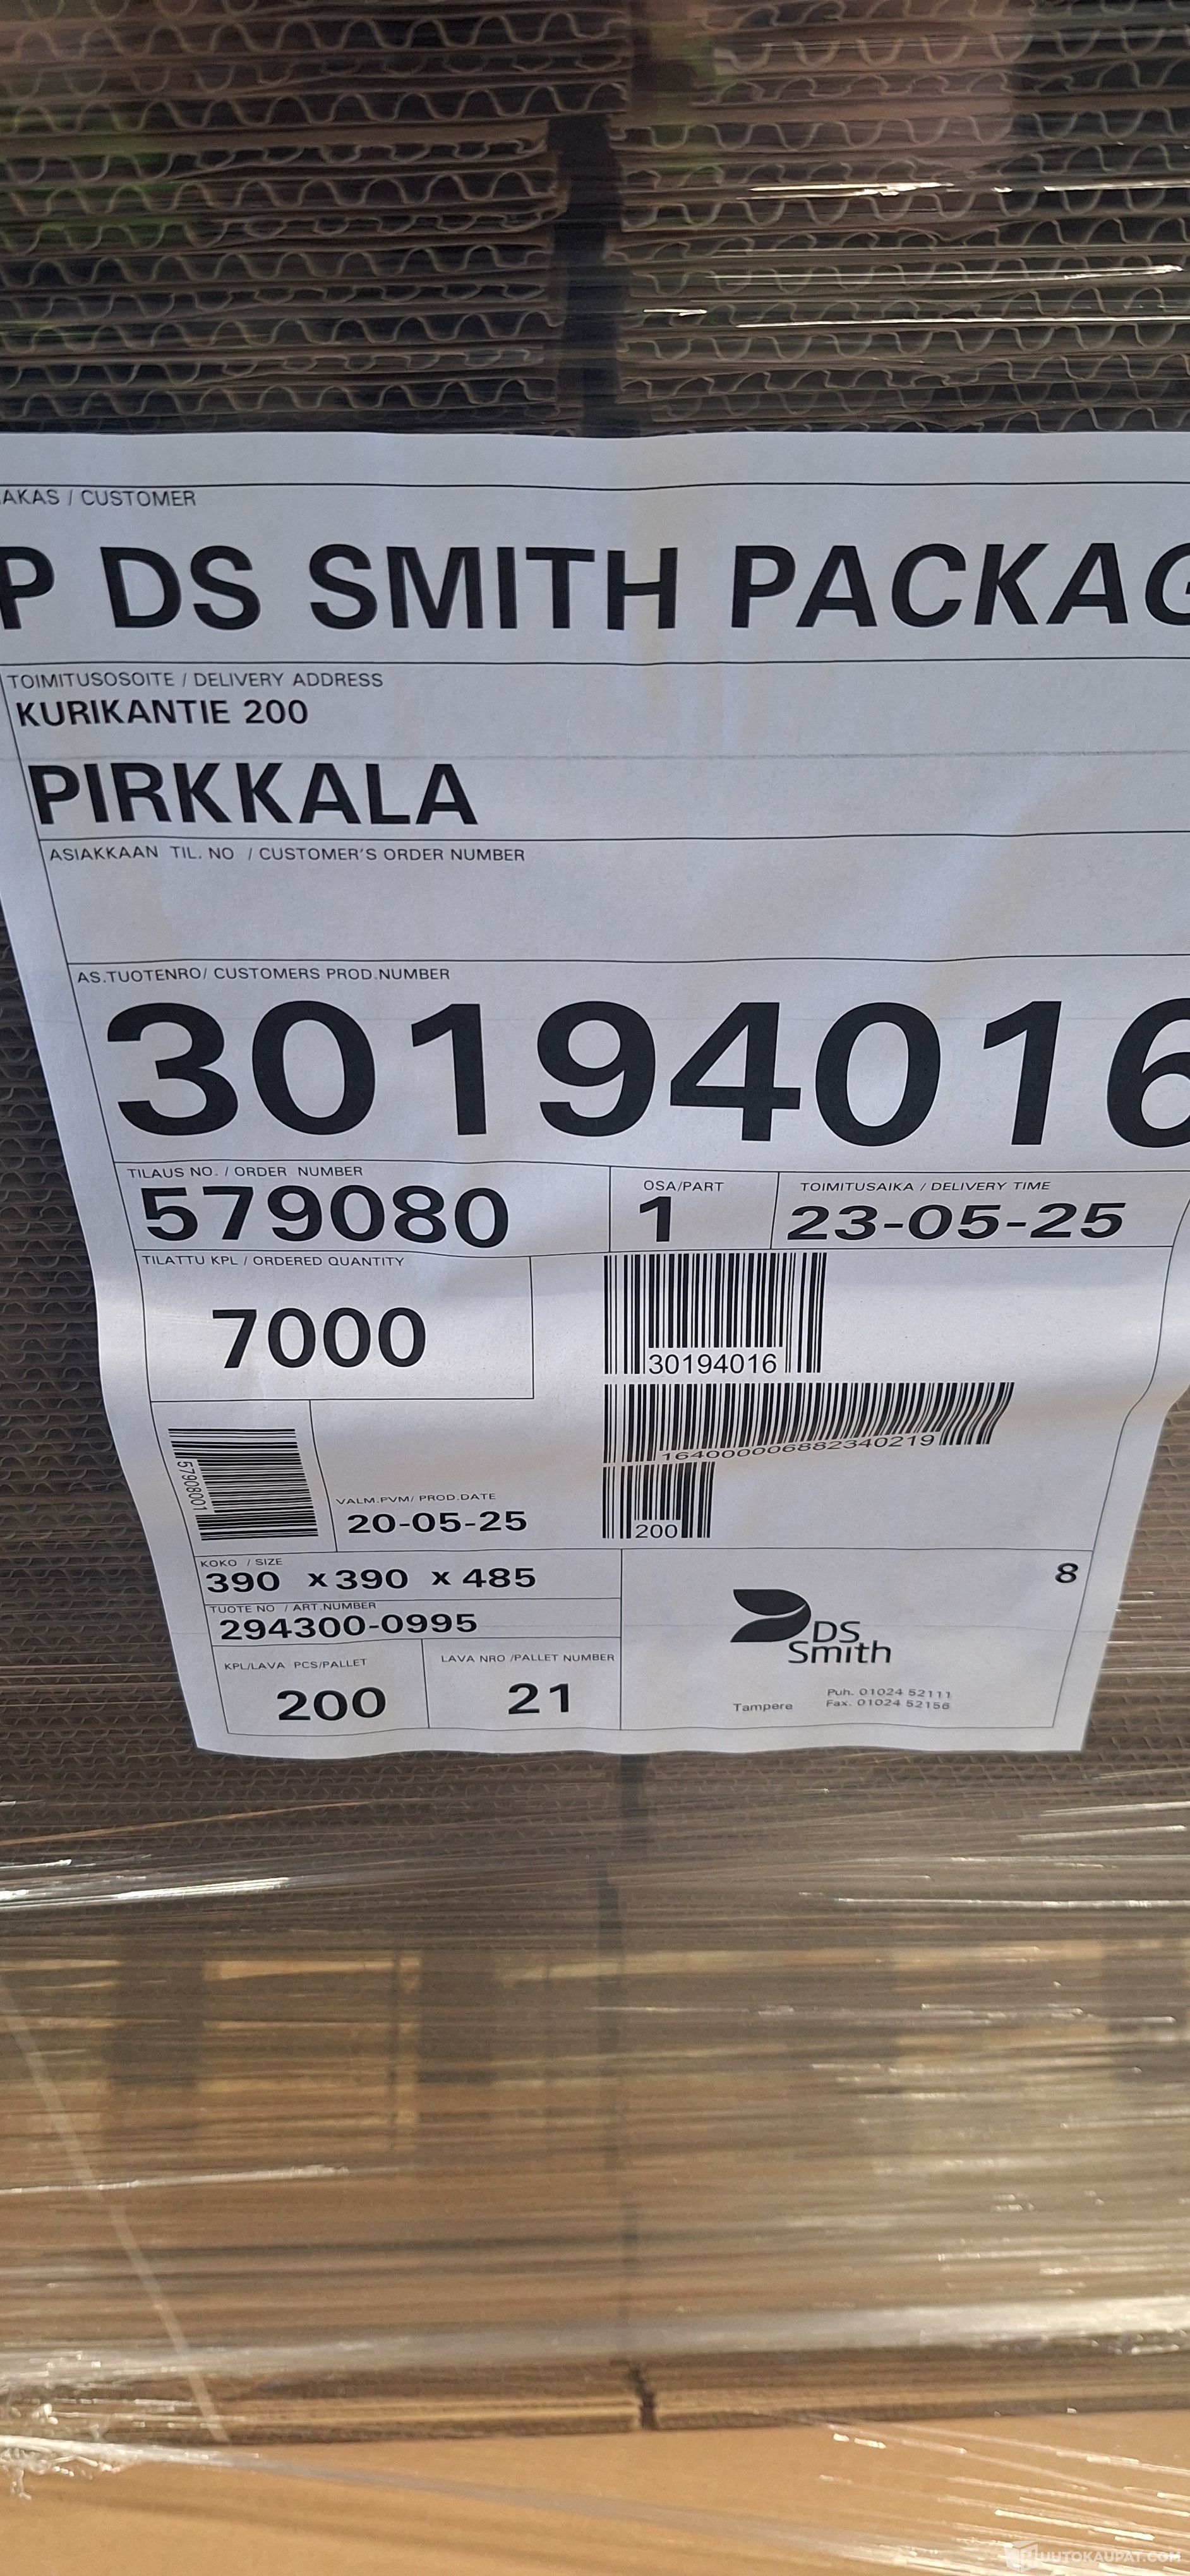 AKAS / CUSTOMER
P DS SMITH PACKAG
TOIMITUSOSOITE / DELIVERY ADDRESS
KURIKANTIE 200
PIRKKALA
ASIAKKAAN TIL. NO / CUSTOMER'S ORDER NUMBER
AS.TUOTENRO/ CUSTOMERS PROD.NUMBER
30194016
TILAUS NO. / ORDER NUMBER
579080
OSA/PART
1
TOIMITUSAIKA / DELIVERY TIME
23-05-25
TILATTU KPL / ORDERED QUANTITY
7000
30194016
164000006882340219
200
57908001
VALM.PVM/ PROD.DATE
20-05-25
KOKO / SIZE
390 x 390 x 485
TUOTE NO / ART.NUMBER
294300-0995
KPL/LAVA PCS/PALLET
200
LAVA NRO /PALLET NUMBER
21
8
DS
Smith
Tampere
Puh. 01024 52111
Fax. 01024 52156
HUUTOKAUPAT.COM